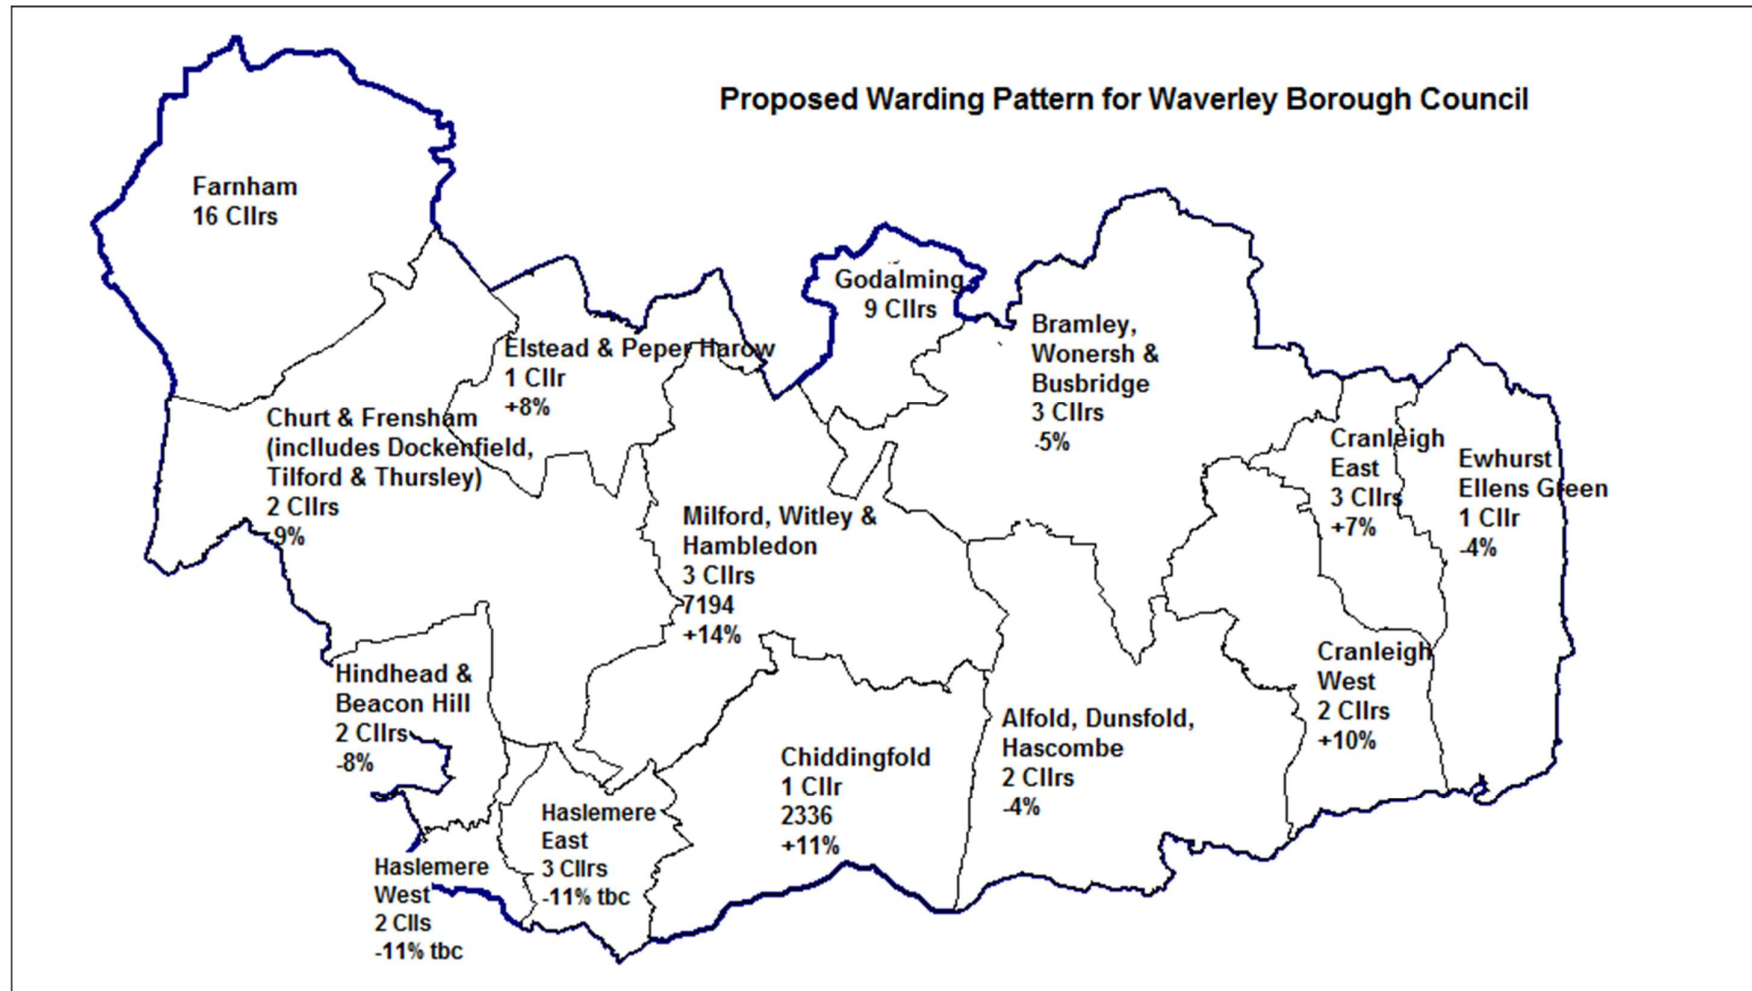 Proposed Warding Pattern for Waverley Borough Council
Farnham
16 Cllrs
Godalming
9 Cllrs
Bramley,
Wonersh &
Busbridge
3 Cllrs
-5%
Elstead & Peper Harow
1 Cllr
+8%
Churt & Frensham
(inclludes Dockenfield,
Tilford & Thursley)
2 Cllrs
-9%
Cranleigh
East
3 Cllrs
+7%
Ewhurst
Ellens Green
1 Cllr
-4%
Milford, Witley &
Hambledon
3 Cllrs
7194
+14%
Hindhead &
Beacon Hill
2 Cllrs
-8%
Cranleigh
West
2 Cllrs
+10%
Alfold, Dunsfold,
Hascombe
2 Cllrs
-4%
Chiddingfold
1 Cllr
2336
+11%
Haslemere
East
3 Cllrs
-11% tbc
Haslemere
West
2 Clls
-11% tbc